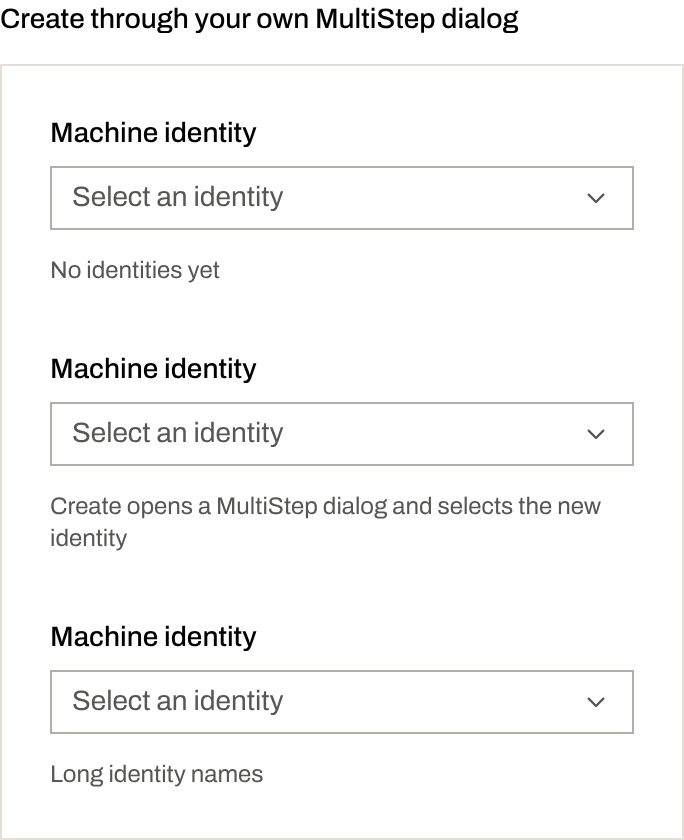 Create through your own MultiStep dialog
Machine identity
Select an identity
No identities yet
Machine identity
Select an identity
Create opens a MultiStep dialog and selects the new
identity
Machine identity
Select an identity
Long identity names